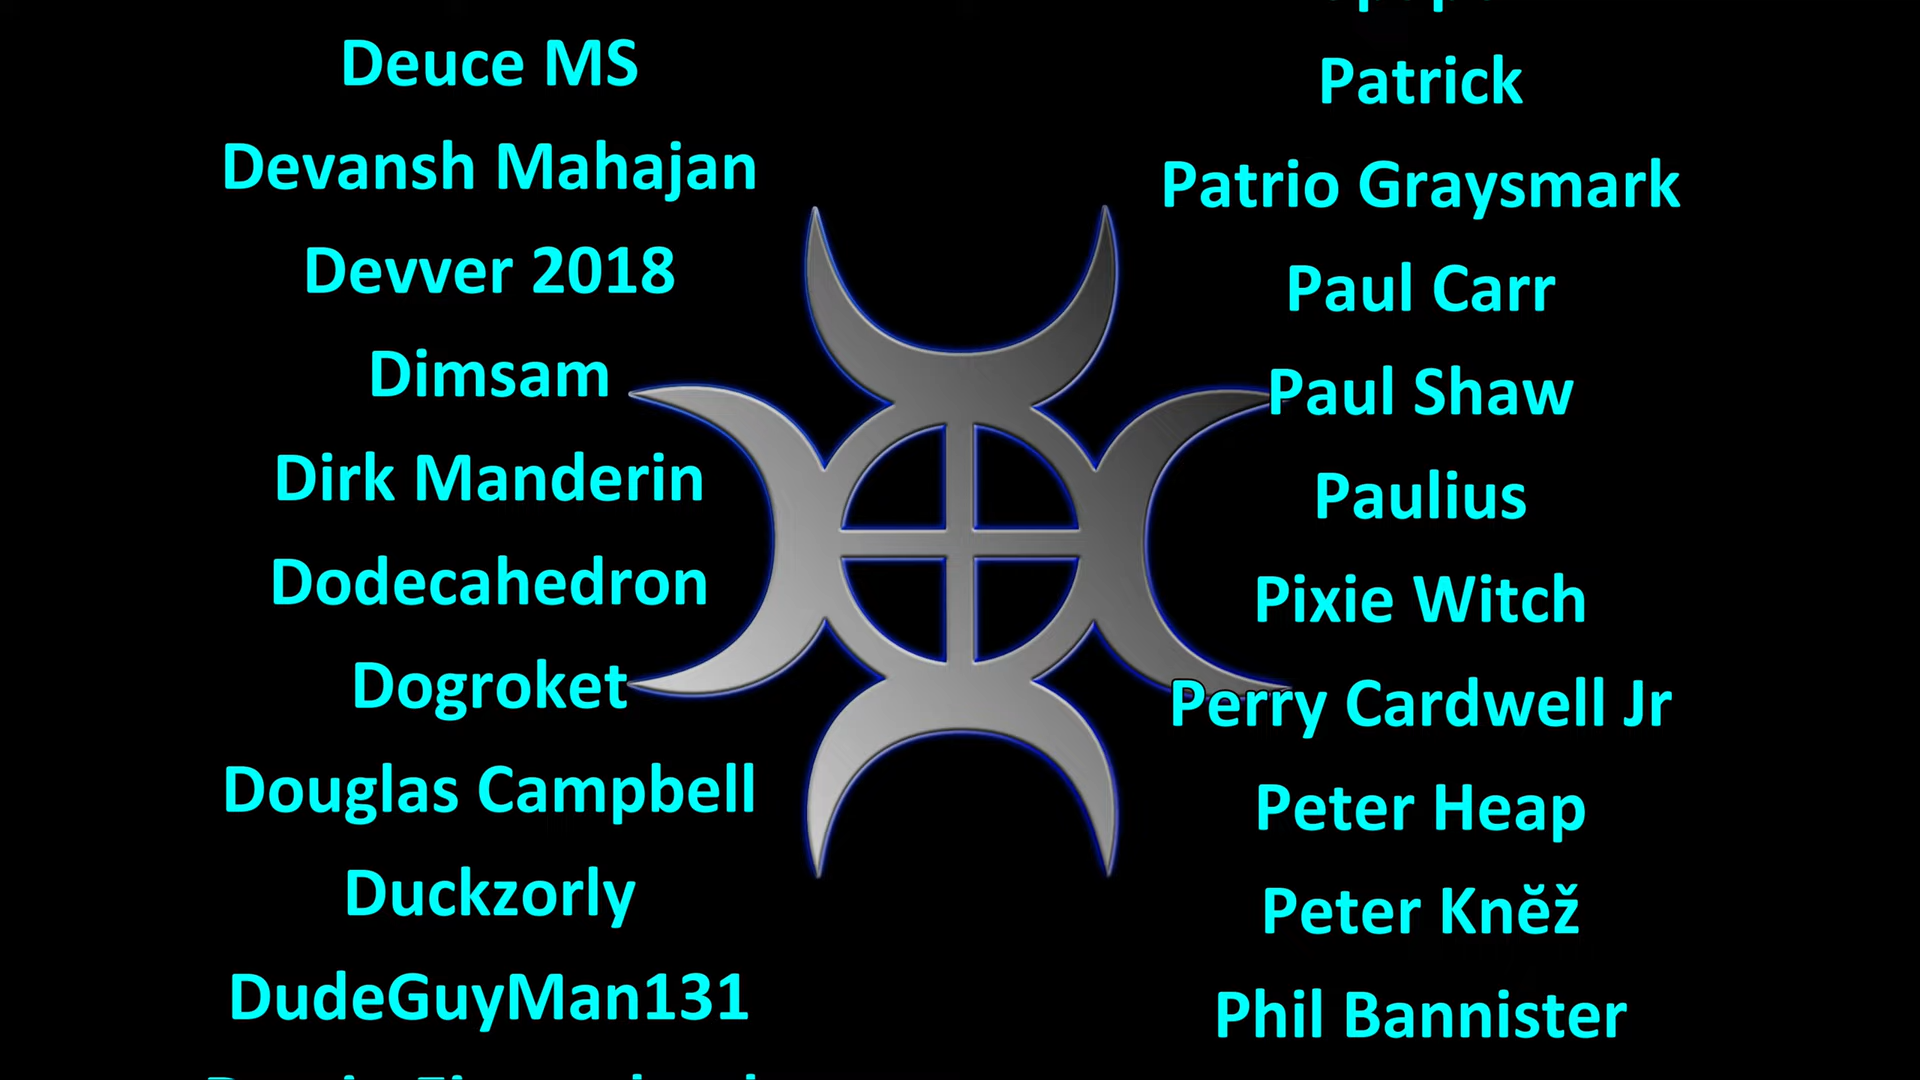 Deuce MS
Devansh Mahajan
Devver 2018
Dimsam
Dirk Manderin
Dodecahedron
Dogroket
Douglas Campbell
Duckzorly
DudeGuyMan131
Patrick
Patrio Graysmark
Paul Carr
Paul Shaw
Paulius
Pixie Witch
Perry Cardwell Jr
Peter Heap
Peter Kněž
Phil Bannister